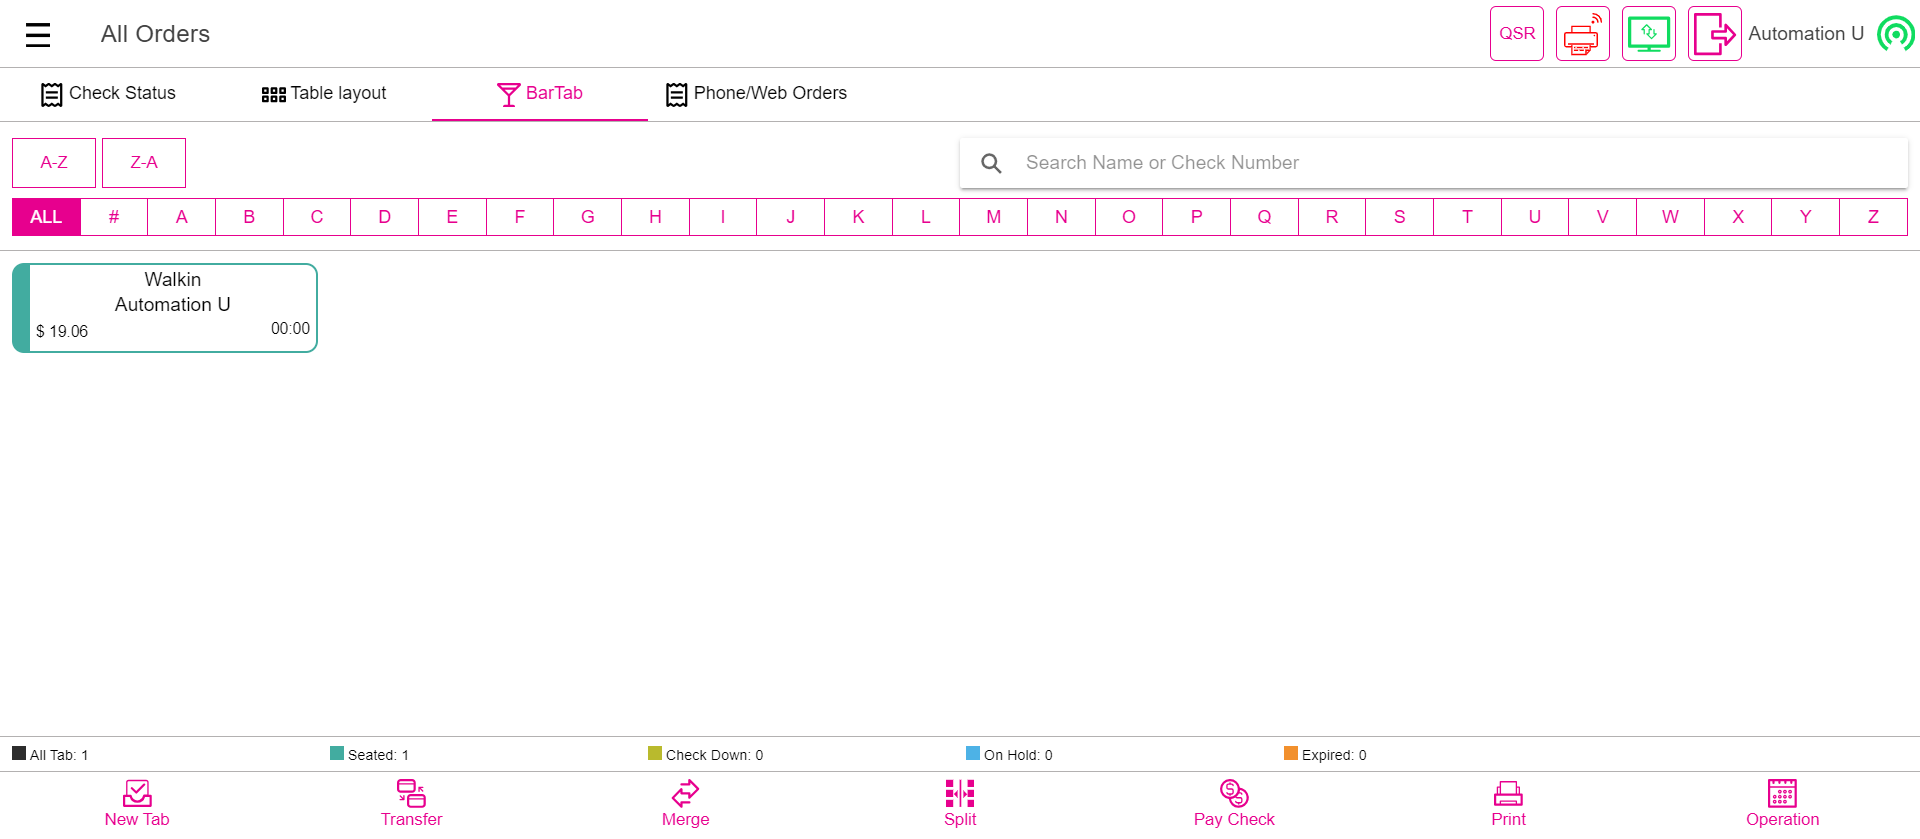 All Orders
QSR
Automation U
Check Status
Table layout
BarTab
Phone/Web Orders
A-Z
Z-A
Search Name or Check Number
ALL # A B C D E F G H I J K L M N O P Q R S T U V W X Y Z
Walkin
Automation U
$ 19.06
00:00
All Tab: 1
Seated: 1
Check Down: 0
On Hold: 0
Expired: 0
New Tab
Transfer
Merge
Split
Pay Check
Print
Operation